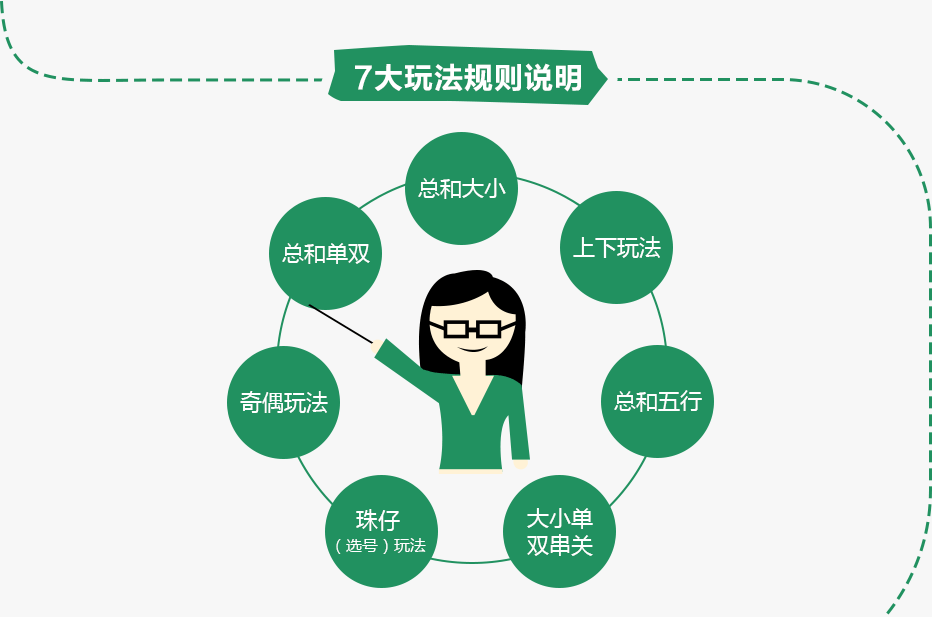 7大玩法规则说明
总和大小
总和单双
上下玩法
奇偶玩法
总和五行
珠仔
（选号）玩法
大小单
双串关